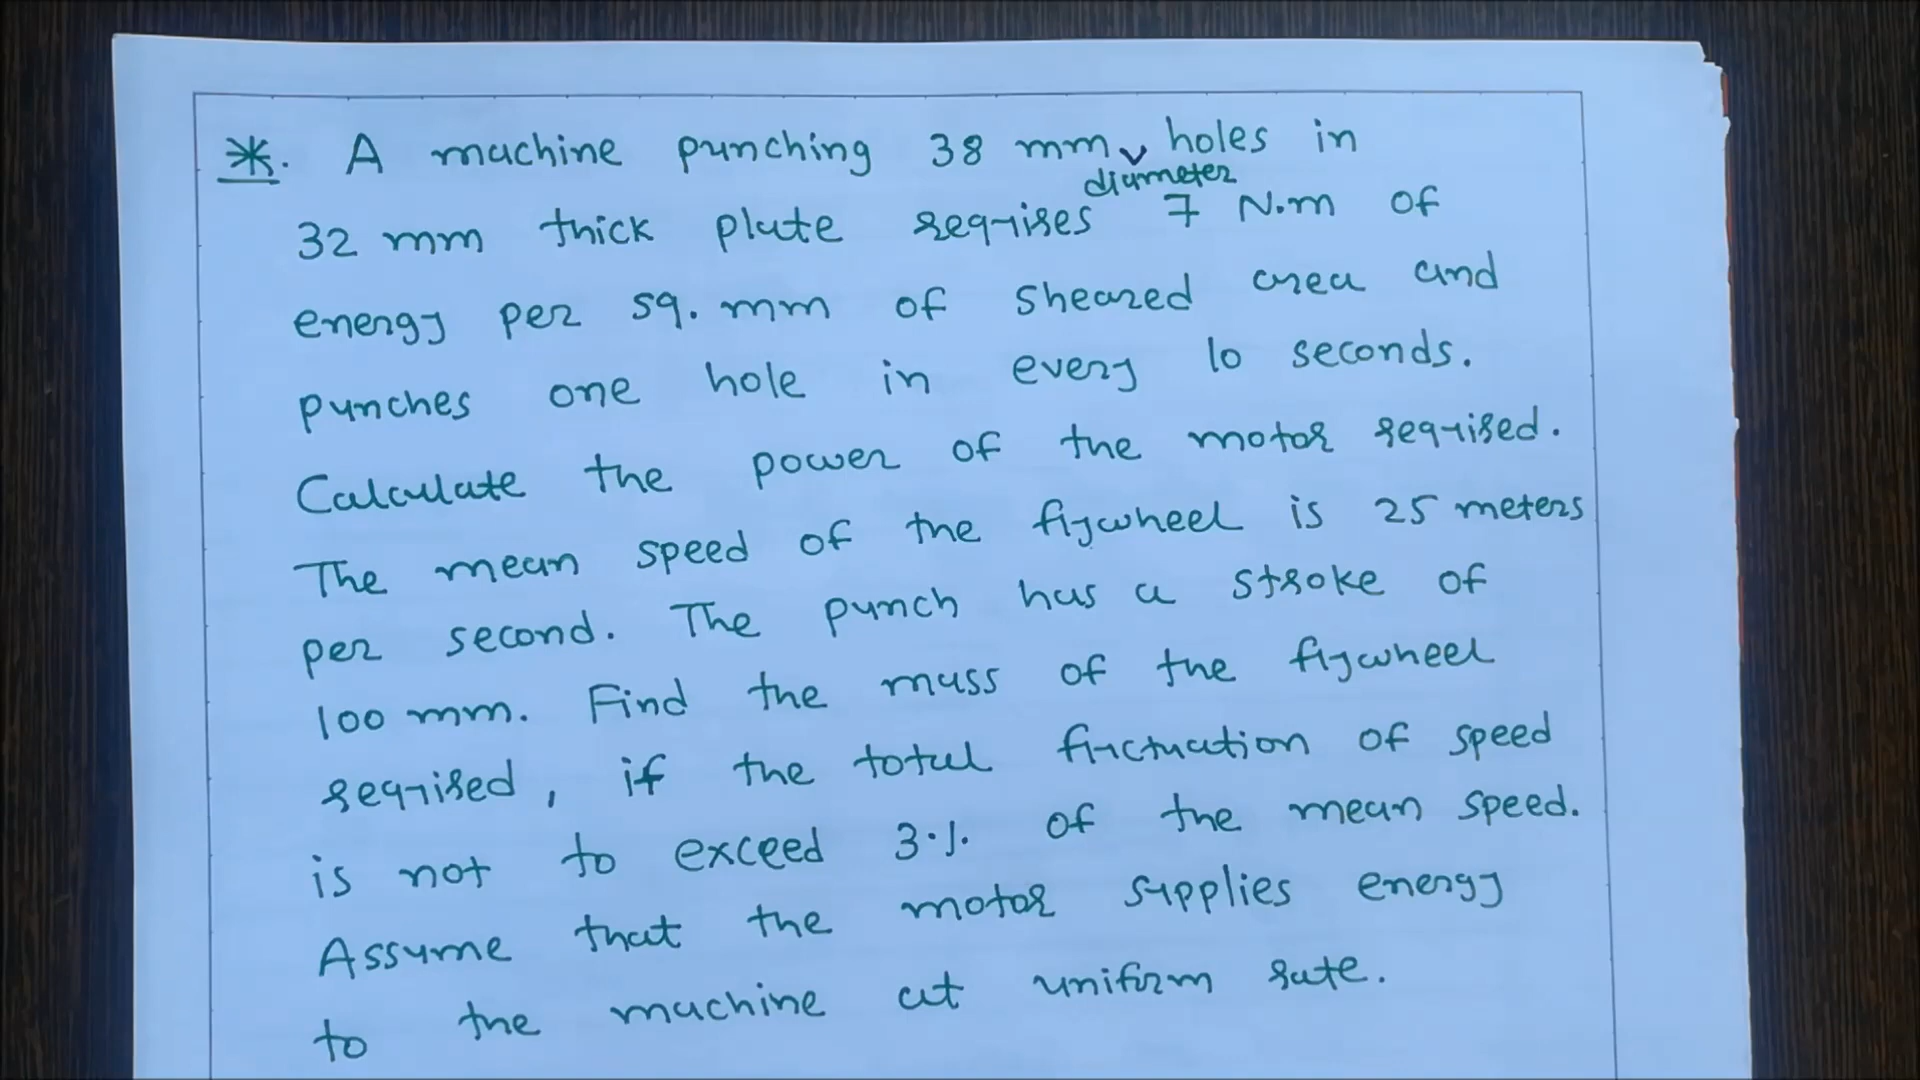 *. A machine punching 38 mm holes in
diameter
32 mm thick plate requires 7 N.m of
energy per sq. mm of sheared area and
punches one hole in every 10 seconds.
Calculate the power of the motor required.
The mean speed of the flywheel is 25 meters
per second. The punch has a stroke of
100 mm. Find the mass of the flywheel
required, if the total fluctuation of speed
is not to exceed 3% of the mean speed.
Assume that the motor supplies energy
to the machine at uniform rate.